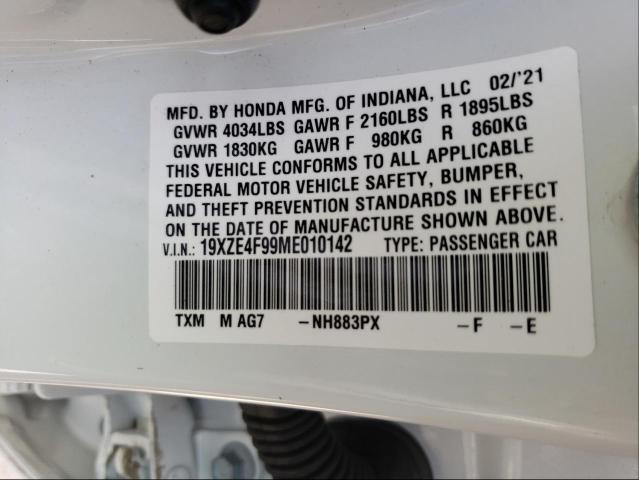 MFD. BY HONDA MFG. OF INDIANA, LLC 02/'21
GVWR 4034LBS GAWR F 2160LBS R 1895LBS
GVWR 1830KG GAWR F 980KG R 860KG
THIS VEHICLE CONFORMS TO ALL APPLICABLE
FEDERAL MOTOR VEHICLE SAFETY, BUMPER,
AND THEFT PREVENTION STANDARDS IN EFFECT
ON THE DATE OF MANUFACTURE SHOWN ABOVE.
V.I.N.: 19XZE4F99ME010142 TYPE: PASSENGER CAR
TXM M AG7 -NH883PX -F -E